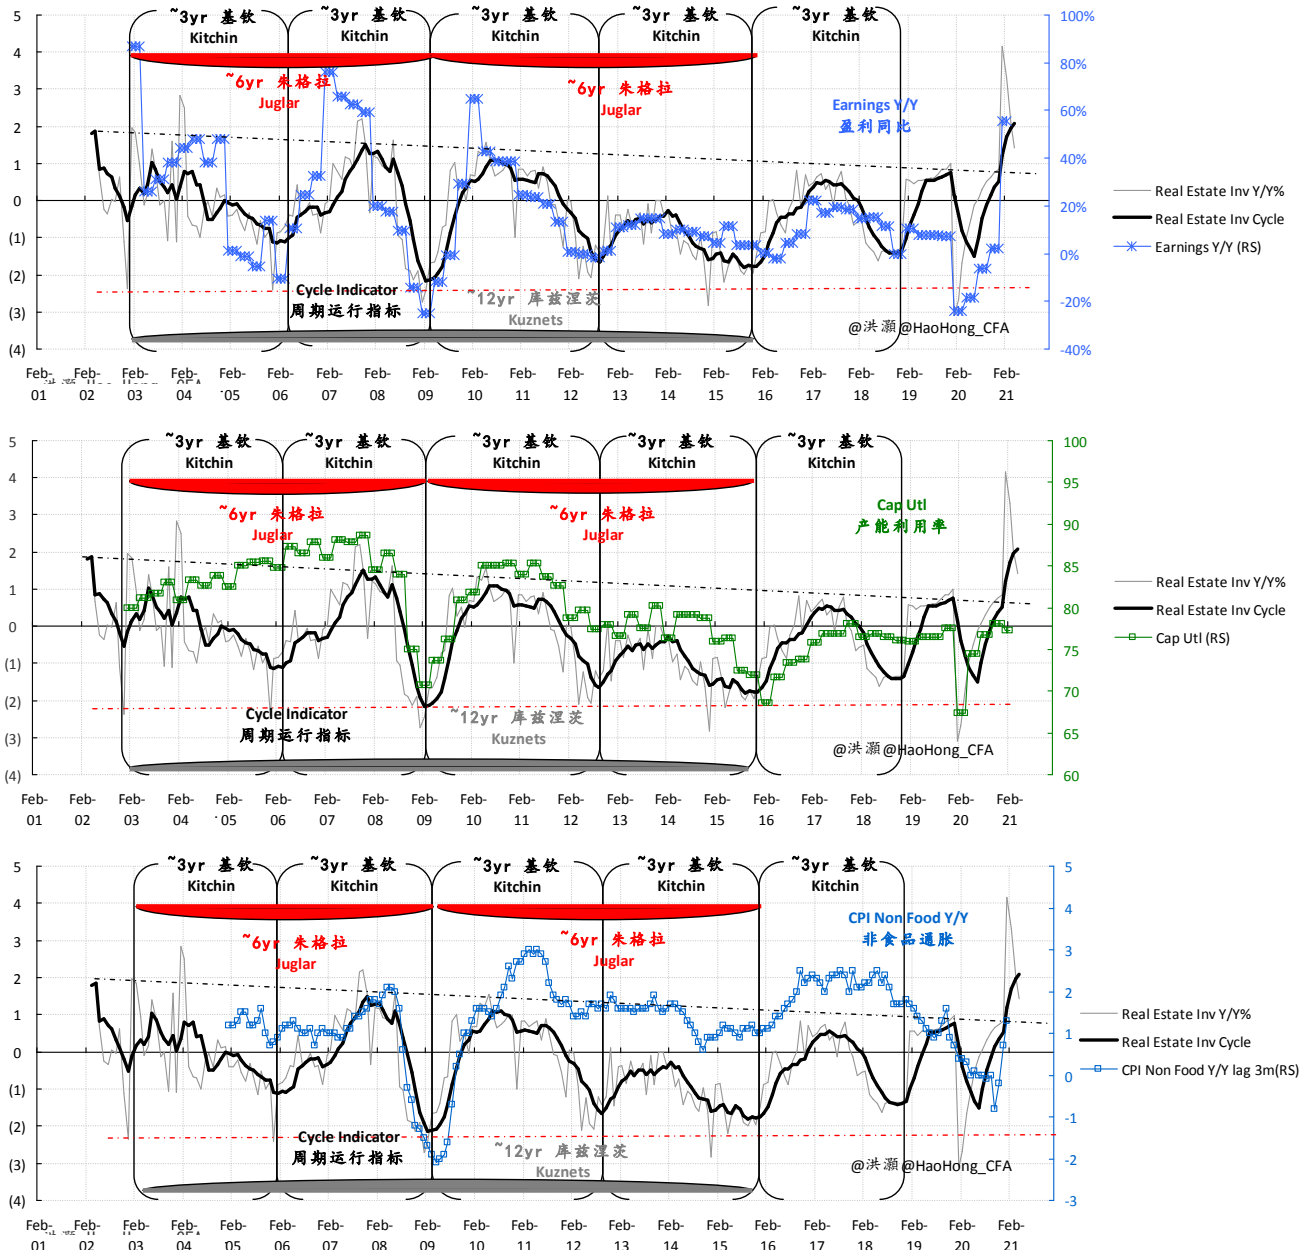 ~3yr 基钦 ~3yr 基钦 ~3yr 基钦 ~3yr 基钦 ~3yr 基钦
Kitchin Kitchin Kitchin Kitchin Kitchin
~6yr 朱格拉 ~6yr 朱格拉
Juglar Juglar
Earnings Y/Y
盈利同比
Cycle Indicator
周期运行指标
~12yr 库兹涅茨
Kuznets
@洪灝@HaoHong_CFA
5
4
3
2
1
0
(1)
(2)
(3)
(4)
100%
80%
60%
40%
20%
0%
-20%
-40%
Real Estate Inv Y/Y%
Real Estate Inv Cycle
Earnings Y/Y (RS)
Feb- Feb- Feb- Feb- Feb- Feb- Feb- Feb- Feb- Feb- Feb- Feb- Feb- Feb- Feb- Feb- Feb- Feb- Feb- Feb- Feb-
01 02 03 04 05 06 07 08 09 10 11 12 13 14 15 16 17 18 19 20 21
~3yr 基钦 ~3yr 基钦 ~3yr 基钦 ~3yr 基钦 ~3yr 基钦
Kitchin Kitchin Kitchin Kitchin Kitchin
~6yr 朱格拉 ~6yr 朱格拉
Juglar Juglar
Cap Utl
产能利用率
Cycle Indicator
周期运行指标
~12yr 库兹涅茨
Kuznets
@洪灝@HaoHong_CFA
5
4
3
2
1
0
(1)
(2)
(3)
(4)
100
95
90
85
80
75
70
65
60
Real Estate Inv Y/Y%
Real Estate Inv Cycle
Cap Utl (RS)
Feb- Feb- Feb- Feb- Feb- Feb- Feb- Feb- Feb- Feb- Feb- Feb- Feb- Feb- Feb- Feb- Feb- Feb- Feb- Feb- Feb-
01 02 03 04 05 06 07 08 09 10 11 12 13 14 15 16 17 18 19 20 21
~3yr 基钦 ~3yr 基钦 ~3yr 基钦 ~3yr 基钦 ~3yr 基钦
Kitchin Kitchin Kitchin Kitchin Kitchin
~6yr 朱格拉 ~6yr 朱格拉
Juglar Juglar
CPI Non Food Y/Y
非食品通胀
Cycle Indicator
周期运行指标
~12yr 库兹涅茨
Kuznets
@洪灝@HaoHong_CFA
5
4
3
2
1
0
(1)
(2)
(3)
(4)
5
4
3
2
1
0
-1
-2
-3
Real Estate Inv Y/Y%
Real Estate Inv Cycle
CPI Non Food Y/Y lag 3m(RS)
Feb- Feb- Feb- Feb- Feb- Feb- Feb- Feb- Feb- Feb- Feb- Feb- Feb- Feb- Feb- Feb- Feb- Feb- Feb- Feb- Feb-
01 02 03 04 05 06 07 08 09 10 11 12 13 14 15 16 17 18 19 20 21